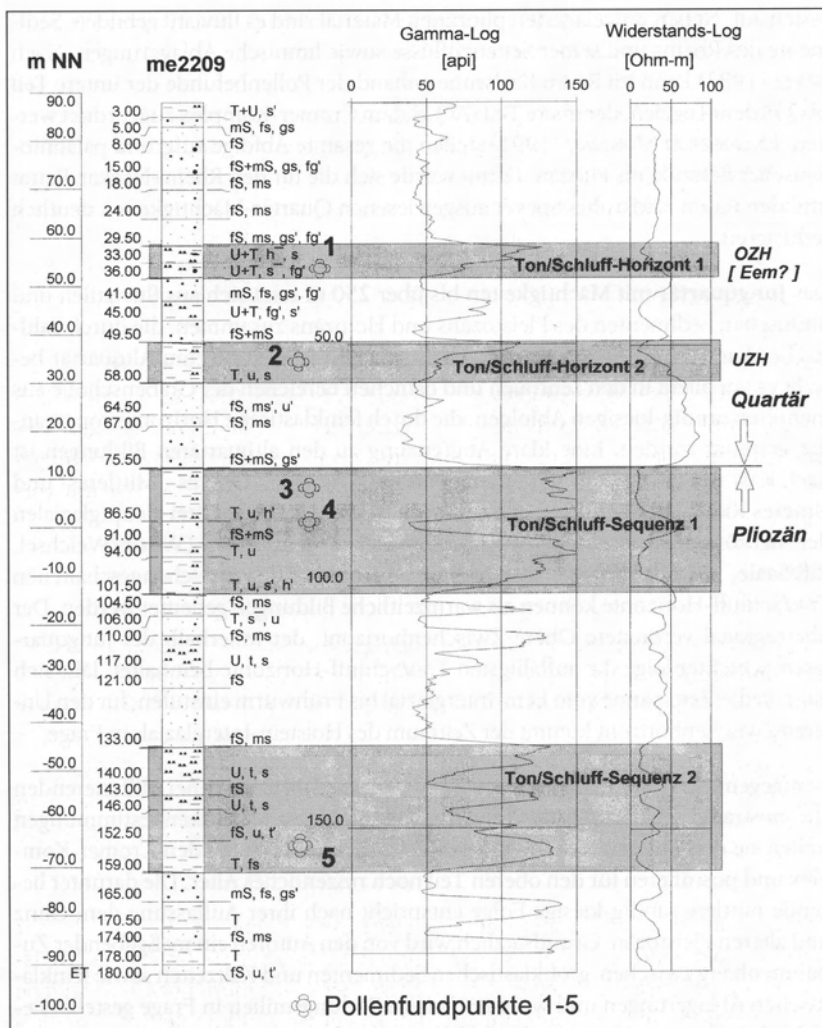 Gamma-Log Widerstands-Log
[api] [Ohm-m]
m NN me2209 50 100 0 50 100
90.0
3.00 T+U, s'
5.00 mS, fs, gs
80.0
8.00 fS
15.00 fS+mS, gs, fg'
70.0
18.00 fS, ms
24.00 fS, ms
60.0
29.50 fS, ms, gs', fg'
33.00 U+T, h, s 1 OZH
36.00 U+T, s, fg' Ton/Schluff-Horizont 1 [ Eem? ]
50.0
41.00 mS, gs, fg'
45.00 U+T, fg', s'
40.0
49.50 fS+mS 50.0
2 Ton/Schluff-Horizont 2 UZH
30.0
58.00 T, u, s
Quartär
64.50 fS, ms', u'
20.0
67.00 fS, ms
75.50 fS+mS, gs'
10.0
3
86.50 T, u, h' 4
0.0
Ton/Schluff-Sequenz 1 Pliozän
91.00 fS+mS
94.00 T, u
-10.0
101.50 T, u, s', h' 100.0
104.50 fS, ms
-20.0
106.00 T, s, u
110.00 fS, ms
-30.0
117.00 U, t, s
121.00 fS
-40.0
133.00 fS, ms
-50.0
140.00 U, t, s Ton/Schluff-Sequenz 2
143.00 fS
146.00 U, t, s
-60.0
152.50 fS, u, t' 150.0
5
-70.0
159.00 T, fs
167.00 mS, fs, gs
-80.0
170.50 T
174.00 fS, ms
178.00 T
-90.0
ET 180.00 fS, u, t'
-100.0
Pollenfundpunkte 1-5